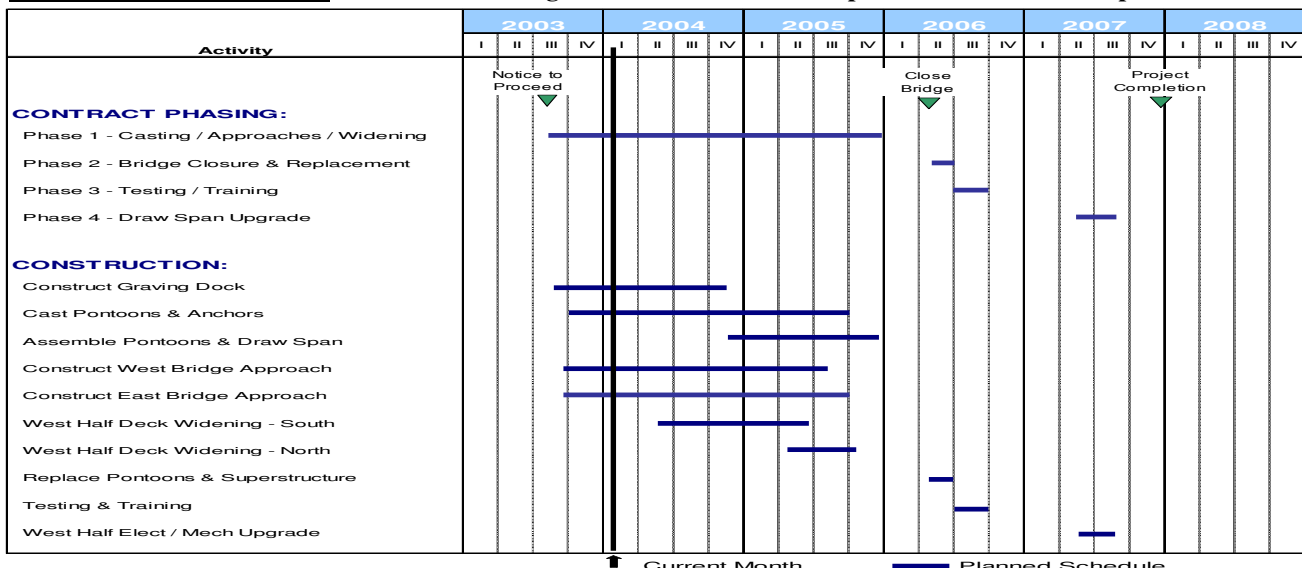 2003 2004 2005 2006 2007 2008
Activity I II III IV I II III IV I II III IV I II III IV I II III IV I II III IV
Notice to
Proceed
Close
Bridge
Project
Completion
CONTRACT PHASING:
Phase 1 - Casting / Approaches / Widening
Phase 2 - Bridge Closure & Replacement
Phase 3 - Testing / Training
Phase 4 - Draw Span Upgrade
CONSTRUCTION:
Construct Graving Dock
Cast Pontoons & Anchors
Assemble Pontoons & Draw Span
Construct West Bridge Approach
Construct East Bridge Approach
West Half Deck Widening - South
West Half Deck Widening - North
Replace Pontoons & Superstructure
Testing & Training
West Half Elect / Mech Upgrade
Current Month Planned Schedule